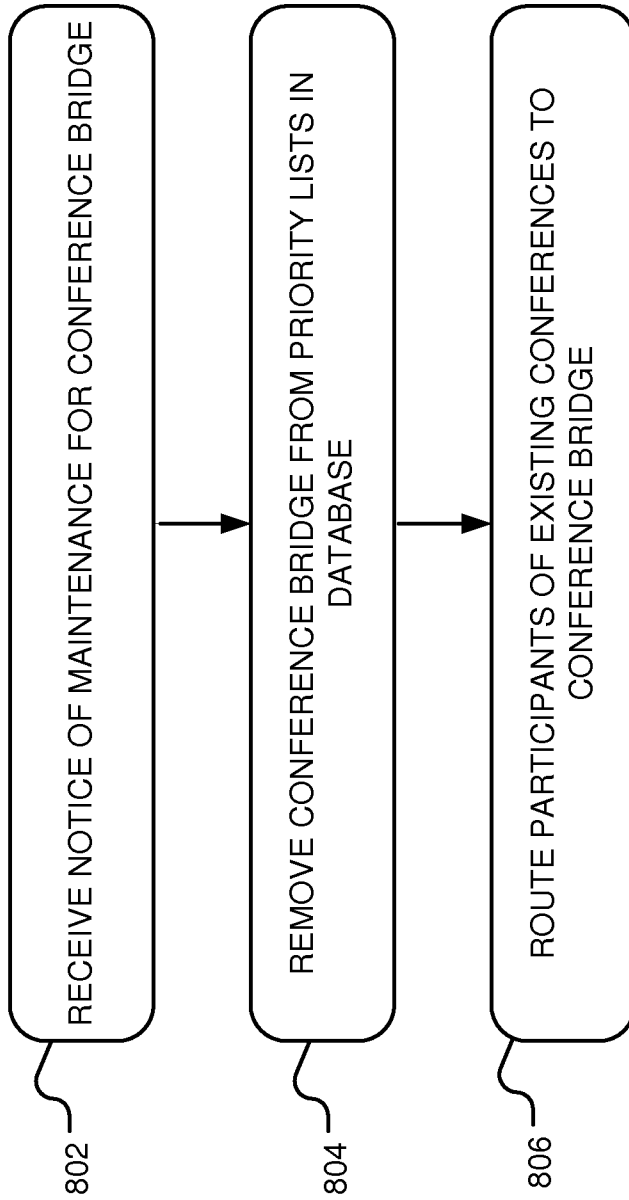 802
RECEIVE NOTICE OF MAINTENANCE FOR CONFERENCE BRIDGE
804
REMOVE CONFERENCE BRIDGE FROM PRIORITY LISTS IN
DATABASE
806
ROUTE PARTICIPANTS OF EXISTING CONFERENCES TO
CONFERENCE BRIDGE